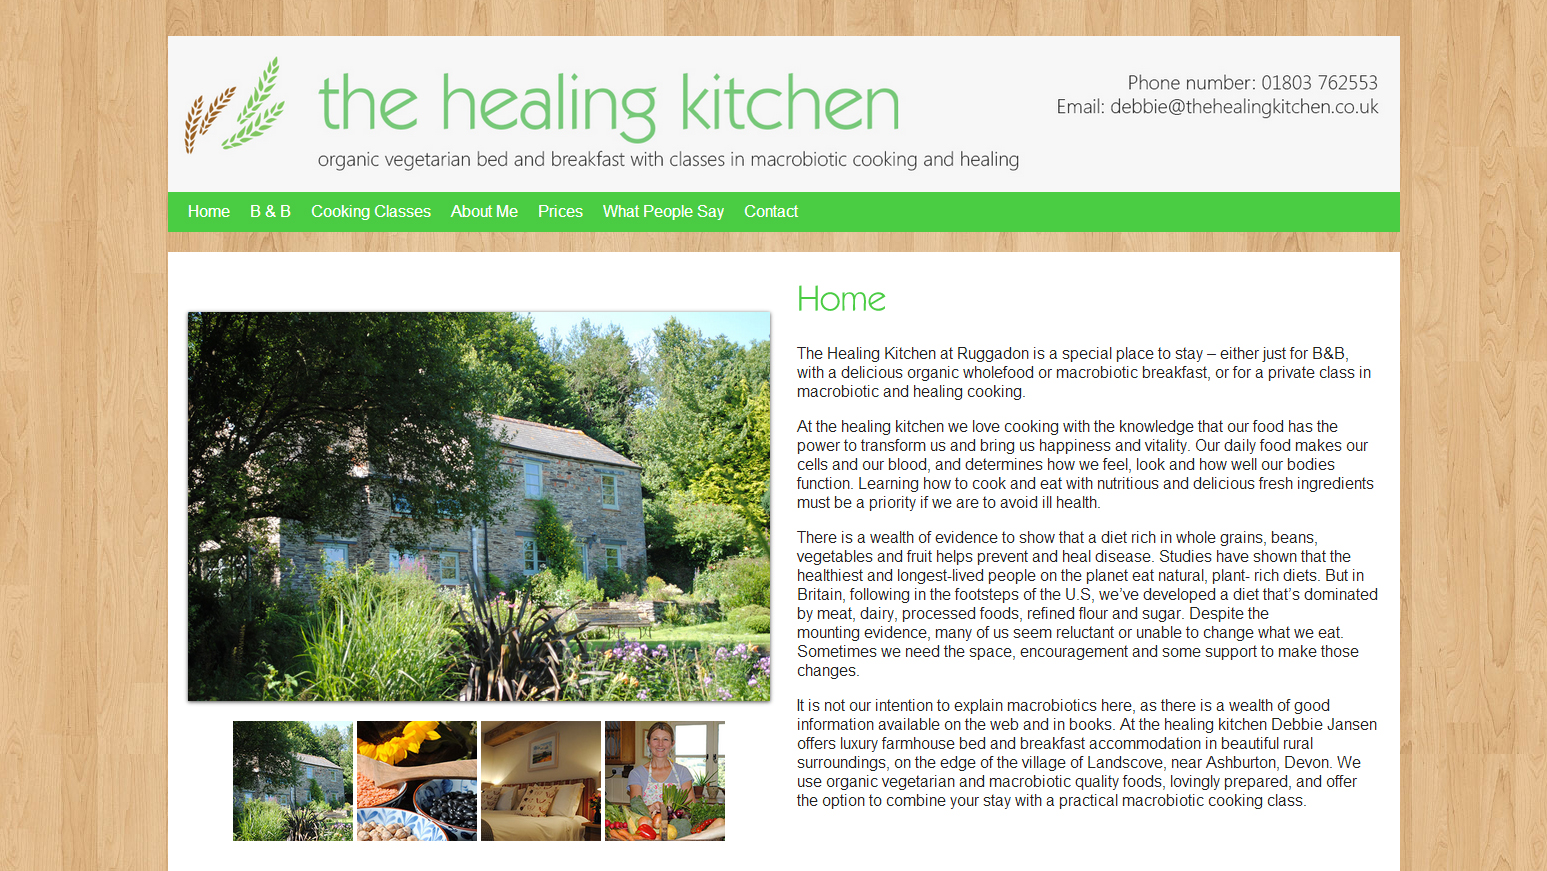 the healing kitchen
organic vegetarian bed and breakfast with classes in macrobiotic cooking and healing
Phone number: 01803 762553
Email: debbie@thehealingkitchen.co.uk
Home B & B Cooking Classes About Me Prices What People Say Contact
Home
The Healing Kitchen at Ruggadon is a special place to stay – either just for B&B,
with a delicious organic wholefood or macrobiotic breakfast, or for a private class in
macrobiotic and healing cooking.
At the healing kitchen we love cooking with the knowledge that our food has the
power to transform us and bring us happiness and vitality. Our daily food makes our
cells and our blood, and determines how we feel, look and how well our bodies
function. Learning how to cook and eat with nutritious and delicious fresh ingredients
must be a priority if we are to avoid ill health.
There is a wealth of evidence to show that a diet rich in whole grains, beans,
vegetables and fruit helps prevent and heal disease. Studies have shown that the
healthiest and longest-lived people on the planet eat natural, plant- rich diets. But in
Britain, following in the footsteps of the U.S, we’ve developed a diet that’s dominated
by meat, dairy, processed foods, refined flour and sugar. Despite the
mounting evidence, many of us seem reluctant or unable to change what we eat.
Sometimes we need the space, encouragement and some support to make those
changes.
It is not our intention to explain macrobiotics here, as there is a wealth of good
information available on the web and in books. At the healing kitchen Debbie Jansen
offers luxury farmhouse bed and breakfast accommodation in beautiful rural
surroundings, on the edge of the village of Landscove, near Ashburton, Devon. We
use organic vegetarian and macrobiotic quality foods, lovingly prepared, and offer
the option to combine your stay with a practical macrobiotic cooking class.